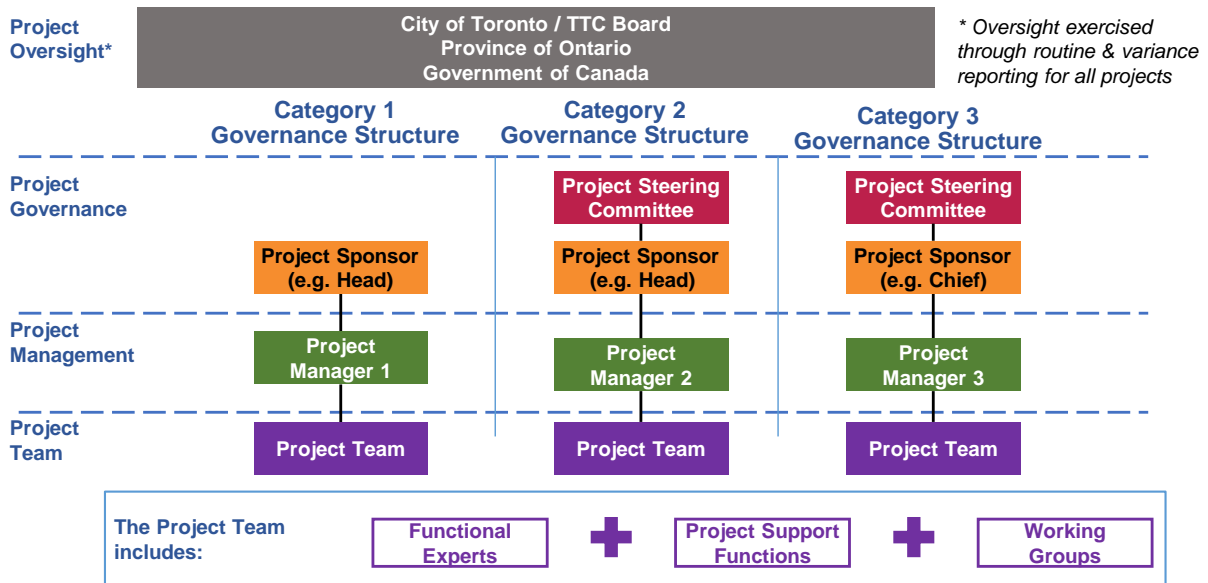 Project
Oversight*
City of Toronto / TTC Board
Province of Ontario
Government of Canada
* Oversight exercised
through routine & variance
reporting for all projects
Category 1
Governance Structure
Category 2
Governance Structure
Category 3
Governance Structure
Project
Governance
Project Steering
Committee
Project Steering
Committee
Project Sponsor
(e.g. Head)
Project Sponsor
(e.g. Head)
Project Sponsor
(e.g. Chief)
Project
Management
Project
Manager 1
Project
Manager 2
Project
Manager 3
Project
Team
Project Team
Project Team
Project Team
The Project Team
includes:
Functional
Experts
Project Support
Functions
Working
Groups